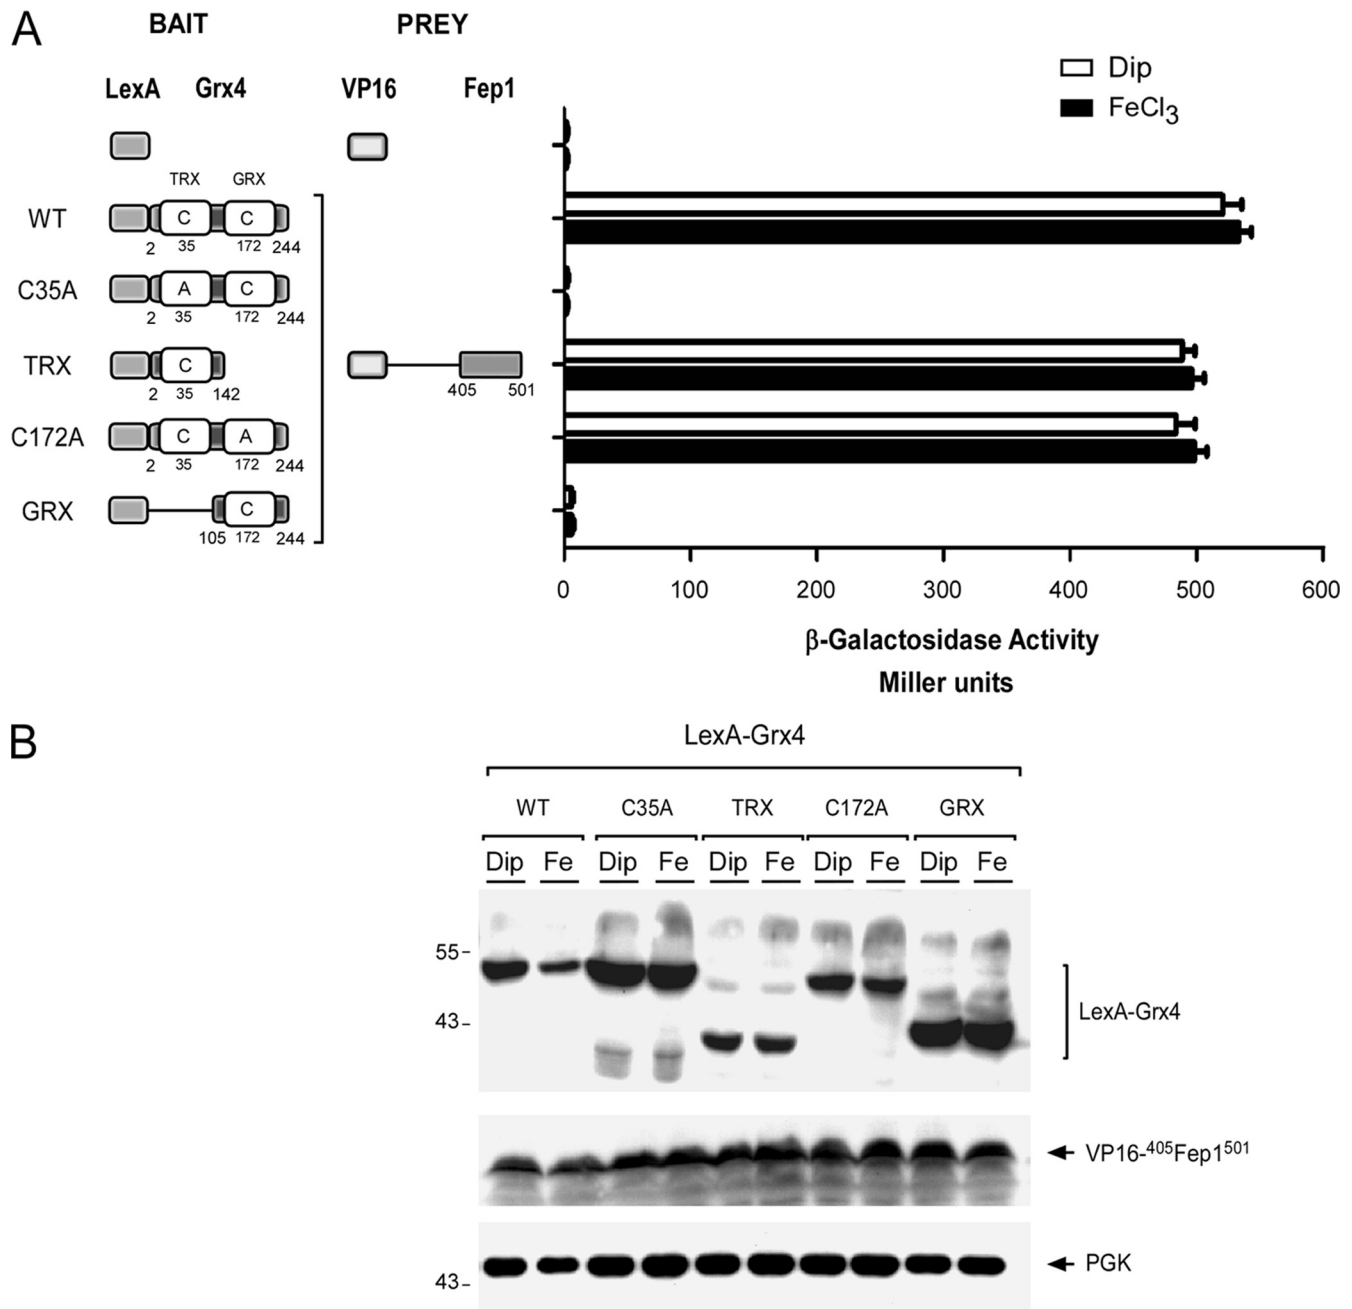 A
BAIT PREY
LexA Grx4 VP16 Fep1
Dip
FeCl3
TRX GRX
WT C C
2 35 172 244
C35A A C
2 35 172 244
TRX C
2 35 142 405 501
C172A C A
2 35 172 244
GRX C
105 172 244
0 100 200 300 400 500 600
β-Galactosidase Activity
Miller units
B
LexA-Grx4
WT C35A TRX C172A GRX
Dip Fe Dip Fe Dip Fe Dip Fe Dip Fe
55-
43-
LexA-Grx4
VP16-405Fep1501
PGK
43-